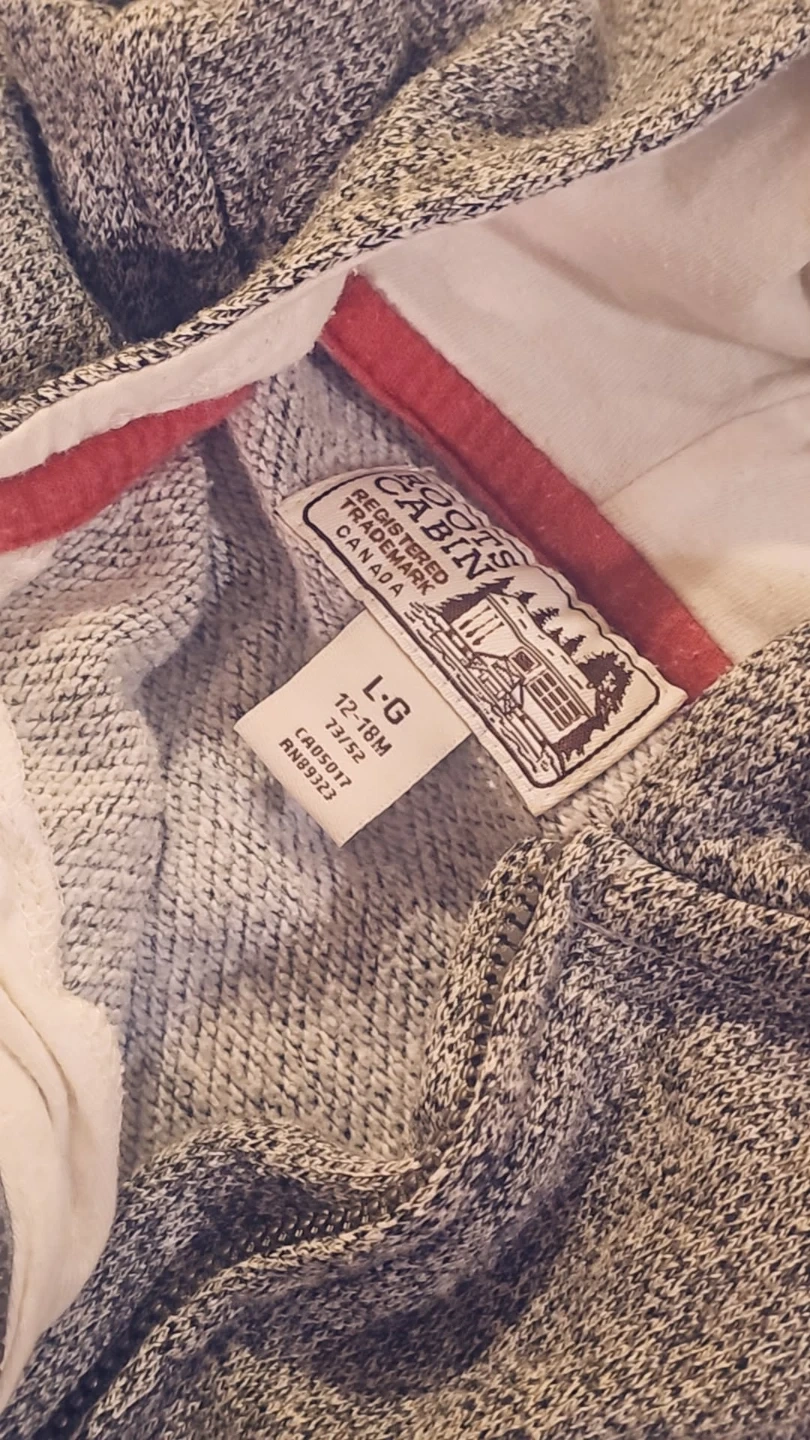 ROOTS
CABIN
REGISTERED
TRADEMARK
CANADA
L·G
12-18M
73/52
CA05017
RN89323